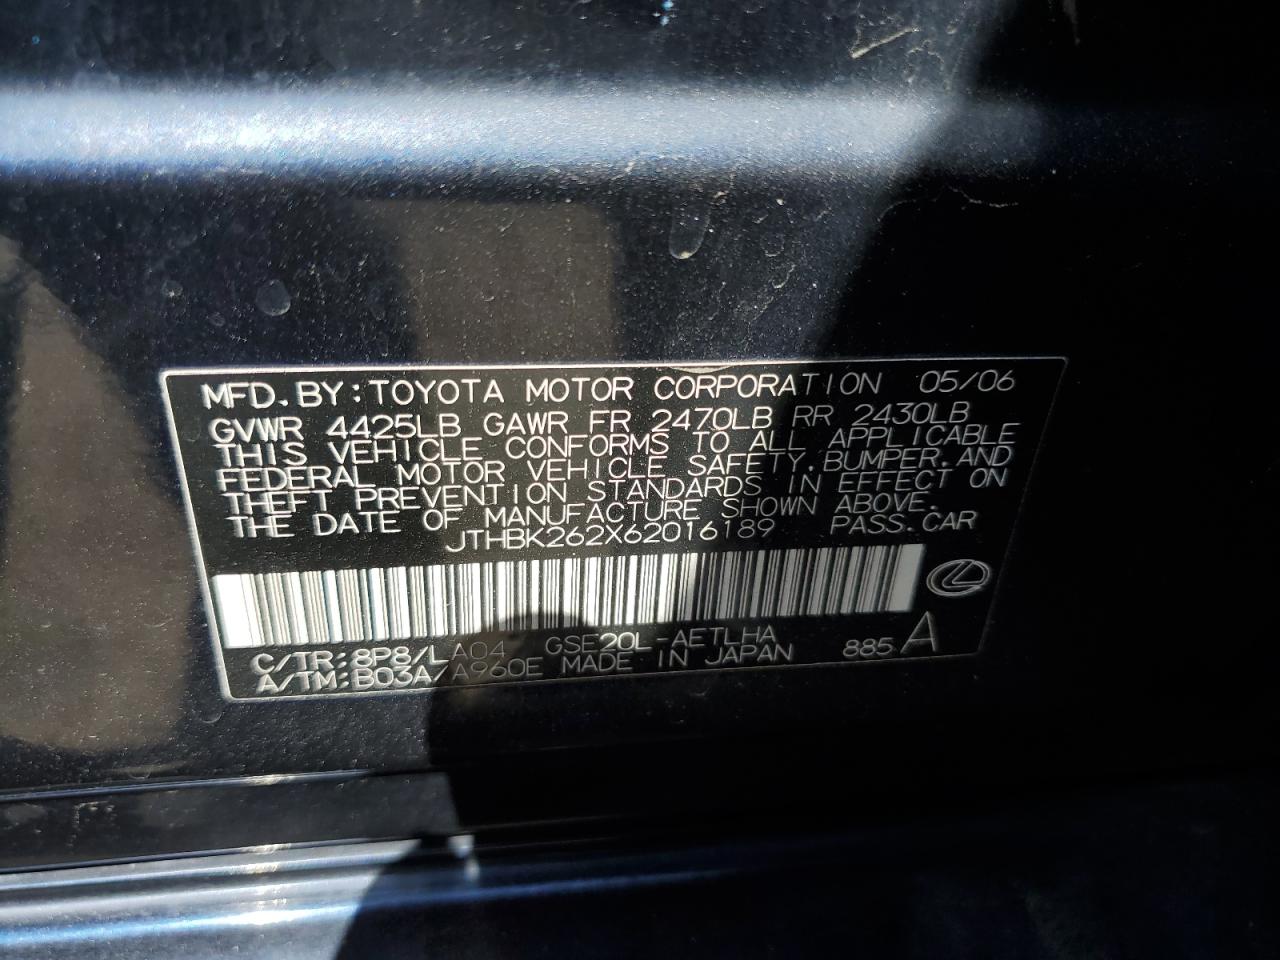 MFD. BY: TOYOTA MOTOR CORPORATION 05/06
GVWR 4425LB GAWR FR 2470LB RR 2430LB
THIS VEHICLE CONFORMS TO ALL APPLICABLE
FEDERAL MOTOR VEHICLE SAFETY, BUMPER, AND
THEFT PREVENTION STANDARDS IN EFFECT ON
THE DATE OF MANUFACTURE SHOWN ABOVE.
JTHBK262X62016189 PASS. CAR
C/TR: 8P8/LA04 GSE20L-AETLHA
A/TM: B03A/A960E MADE IN JAPAN 885 A